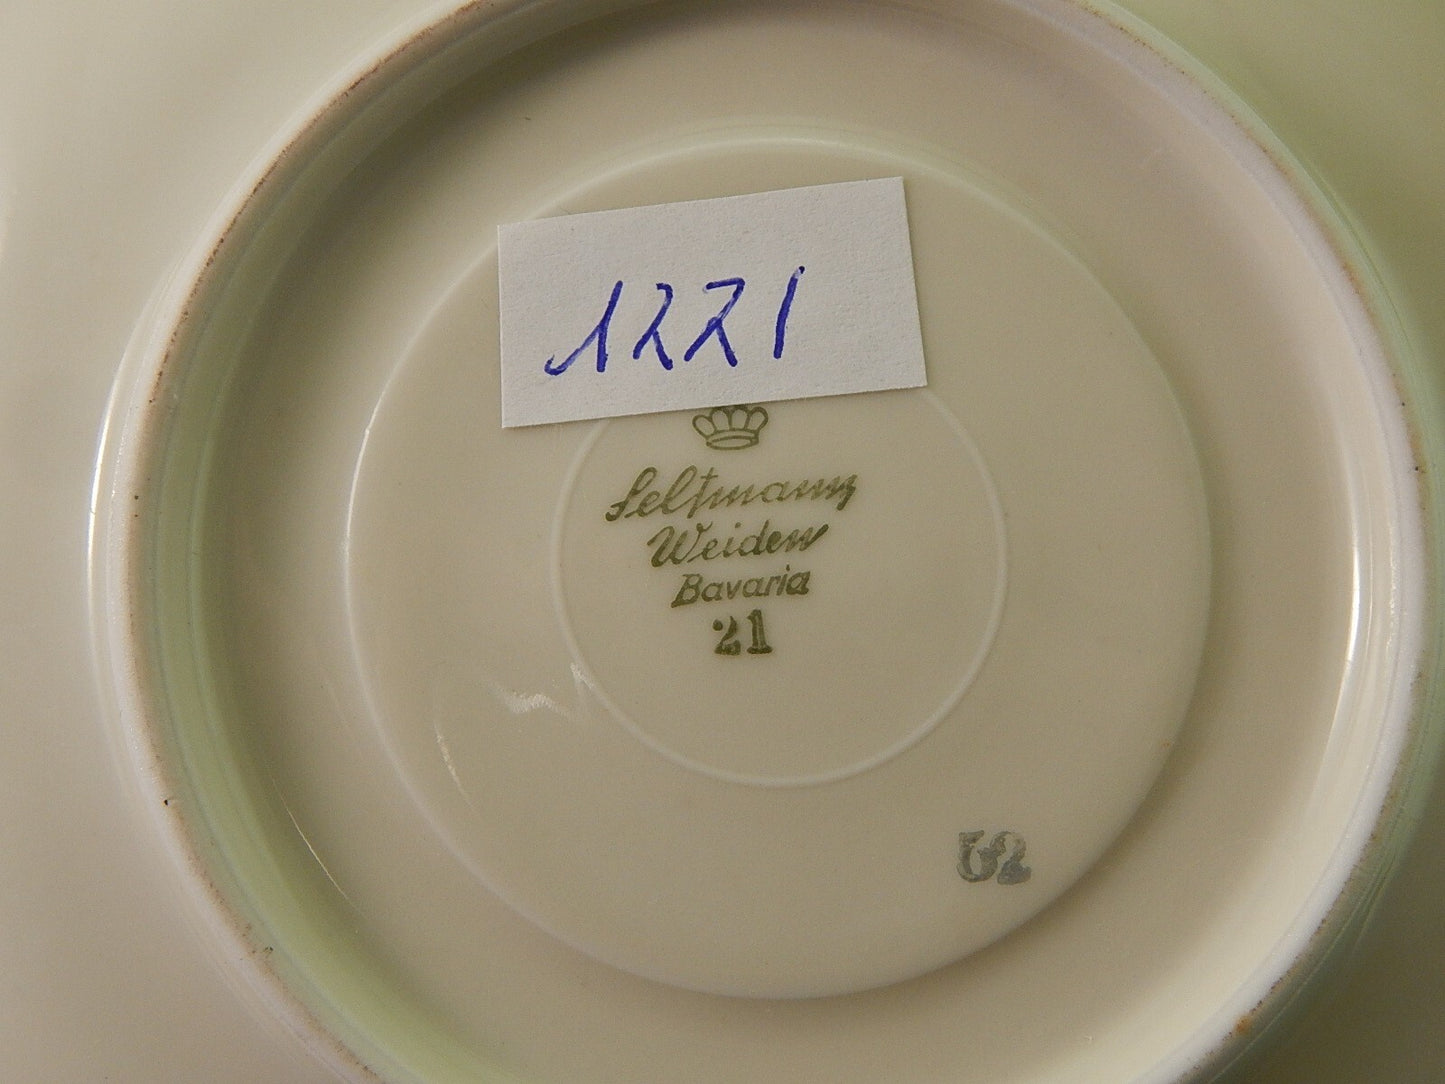 1221
Seltmann
Weiden
Bavaria
21